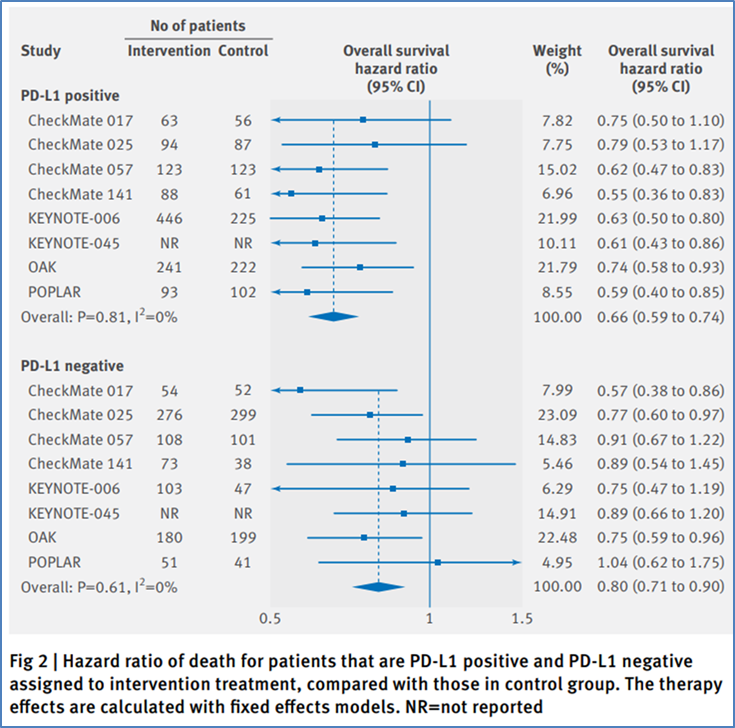 No of patients
Study Intervention Control Overall survival hazard ratio (95% CI) Weight (%) Overall survival hazard ratio (95% CI)
PD-L1 positive
CheckMate 017 63 56 7.82 0.75 (0.50 to 1.10)
CheckMate 025 94 87 7.75 0.79 (0.53 to 1.17)
CheckMate 057 123 123 15.02 0.62 (0.47 to 0.83)
CheckMate 141 88 61 6.96 0.55 (0.36 to 0.83)
KEYNOTE-006 446 225 21.99 0.63 (0.50 to 0.80)
KEYNOTE-045 NR NR 10.11 0.61 (0.43 to 0.86)
OAK 241 222 21.79 0.74 (0.58 to 0.93)
POPLAR 93 102 8.55 0.59 (0.40 to 0.85)
Overall: P=0.81, I²=0% 100.00 0.66 (0.59 to 0.74)
PD-L1 negative
CheckMate 017 54 52 7.99 0.57 (0.38 to 0.86)
CheckMate 025 276 299 23.09 0.77 (0.60 to 0.97)
CheckMate 057 108 101 14.83 0.91 (0.67 to 1.22)
CheckMate 141 73 38 5.46 0.89 (0.54 to 1.45)
KEYNOTE-006 103 47 6.29 0.75 (0.47 to 1.19)
KEYNOTE-045 NR NR 14.91 0.89 (0.66 to 1.20)
OAK 180 199 22.48 0.75 (0.59 to 0.96)
POPLAR 51 41 4.95 1.04 (0.62 to 1.75)
Overall: P=0.61, I²=0% 100.00 0.80 (0.71 to 0.90)
0.5 1 1.5
Fig 2 | Hazard ratio of death for patients that are PD-L1 positive and PD-L1 negative
assigned to intervention treatment, compared with those in control group. The therapy
effects are calculated with fixed effects models. NR=not reported